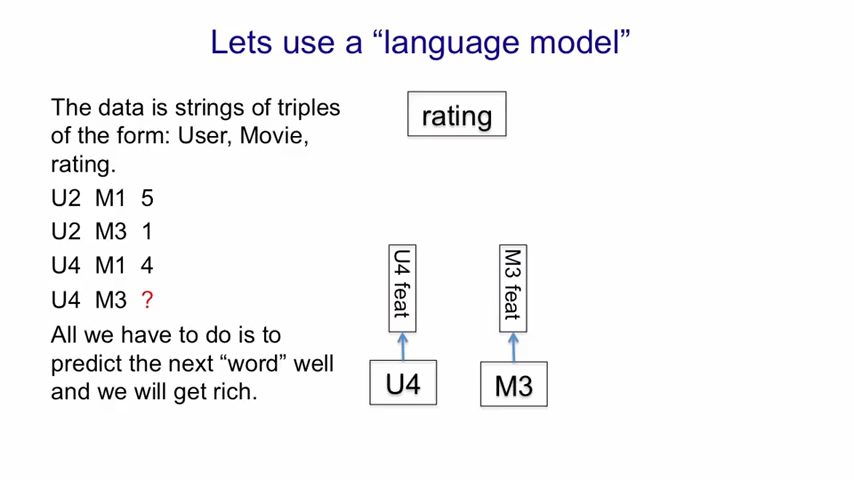 Lets use a “language model”
The data is strings of triples
of the form: User, Movie,
rating.
U2 M1 5
U2 M3 1
U4 M1 4
U4 M3 ?
All we have to do is to
predict the next “word” well
and we will get rich.
rating
U4 feat
M3 feat
U4
M3